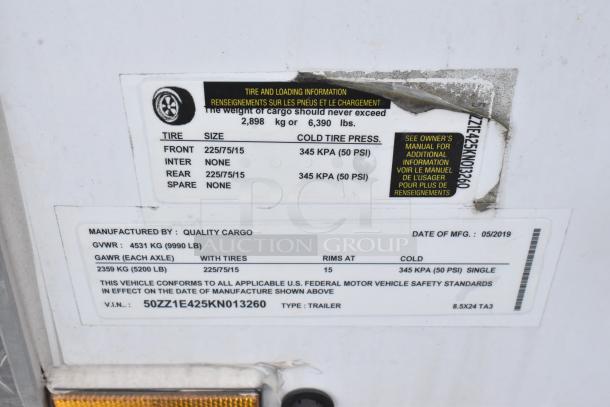 TIRE AND LOADING INFORMATION
RENSEIGNEMENTS SUR LES PNEUS ET LE CHARGEMENT
The weight of cargo should never exceed
2,898 kg or 6,390 lbs.
TIRE SIZE COLD TIRE PRESS.
FRONT 225/75/15 345 KPA (50 PSI)
INTER NONE
REAR 225/75/15 345 KPA (50 PSI)
SPARE NONE
SEE OWNER'S
MANUAL FOR
ADDITIONAL
INFORMATION
VOIR LE MANUEL
DE L'USAGER
POUR PLUS DE
RENSEIGNEMENTS
ZZ1E425KN013260
PCI
AUCTION GROUP
MANUFACTURED BY : QUALITY CARGO DATE OF MFG. : 05/2019
GVWR : 4531 KG (9990 LB)
GAWR (EACH AXLE) WITH TIRES RIMS AT COLD
2359 KG (5200 LB) 225/75/15 15 345 KPA (50 PSI) SINGLE
THIS VEHICLE CONFORMS TO ALL APPLICABLE U.S. FEDERAL MOTOR VEHICLE SAFETY STANDARDS
IN EFFECT ON THE DATE OF MANUFACTURE SHOWN ABOVE
V.I.N.. : 50ZZ1E425KN013260 TYPE : TRAILER 8.5X24 TA3